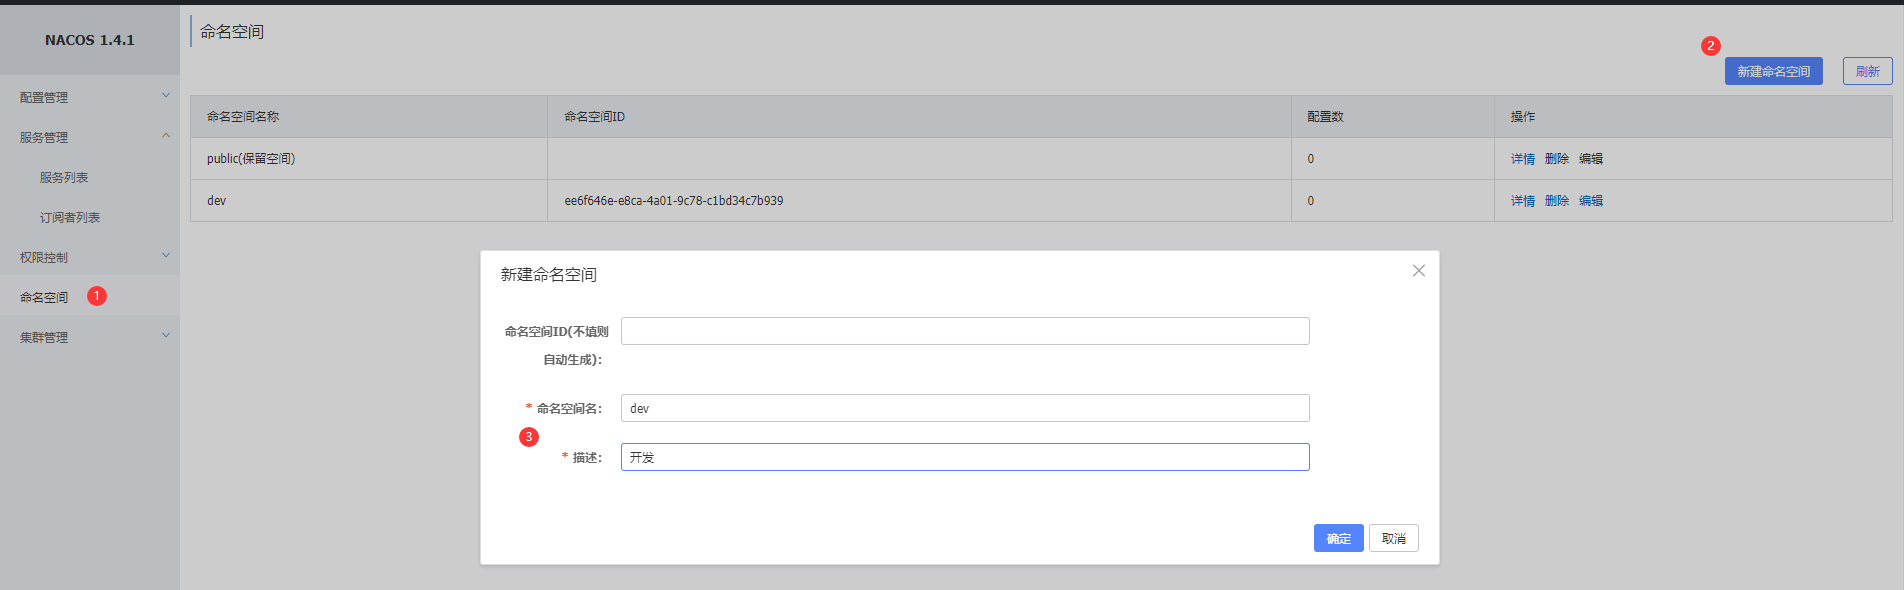 NACOS 1.4.1
配置管理
服务管理
服务列表
订阅者列表
权限控制
命名空间 1
集群管理
命名空间
2
新建命名空间 刷新
命名空间名称 命名空间ID 配置数 操作
public(保留空间) 0 详情 删除 编辑
dev ee6f646e-e8ca-4a01-9c78-c1bd34c7b939 0 详情 删除 编辑
新建命名空间
命名空间ID(不填则
自动生成):
* 命名空间名: dev
3
* 描述: 开发
确定 取消